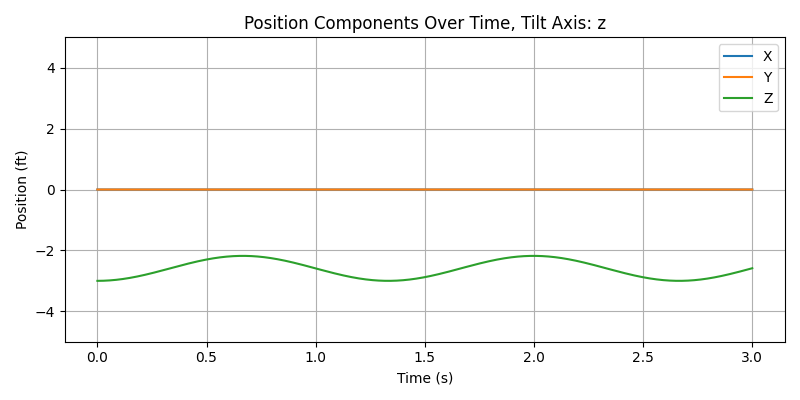 Position Components Over Time, Tilt Axis: z
X
Y
Z
4
2
0
−2
−4
Position (ft)
0.0 0.5 1.0 1.5 2.0 2.5 3.0
Time (s)